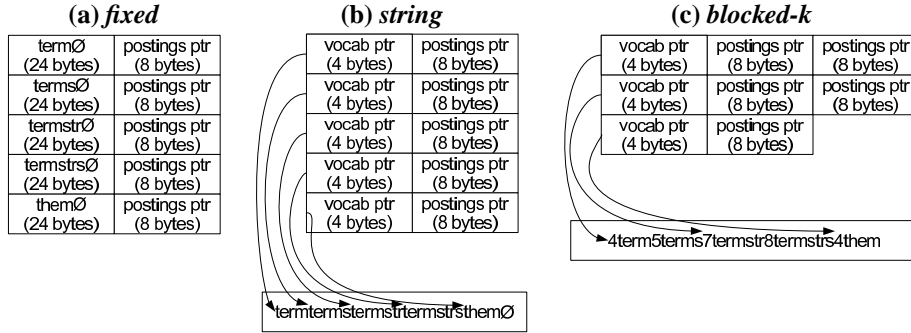 (a) fixed
termØ
(24 bytes)
postings ptr
(8 bytes)
termsØ
(24 bytes)
postings ptr
(8 bytes)
termstrØ
(24 bytes)
postings ptr
(8 bytes)
termstrsØ
(24 bytes)
postings ptr
(8 bytes)
themØ
(24 bytes)
postings ptr
(8 bytes)
(b) string
vocab ptr
(4 bytes)
postings ptr
(8 bytes)
vocab ptr
(4 bytes)
postings ptr
(8 bytes)
vocab ptr
(4 bytes)
postings ptr
(8 bytes)
vocab ptr
(4 bytes)
postings ptr
(8 bytes)
vocab ptr
(4 bytes)
postings ptr
(8 bytes)
termtermstermstrtermstrsthemØ
(c) blocked-k
vocab ptr
(4 bytes)
postings ptr
(8 bytes)
postings ptr
(8 bytes)
vocab ptr
(4 bytes)
postings ptr
(8 bytes)
postings ptr
(8 bytes)
vocab ptr
(4 bytes)
postings ptr
(8 bytes)
4term5terms7termstr8termstrs4them